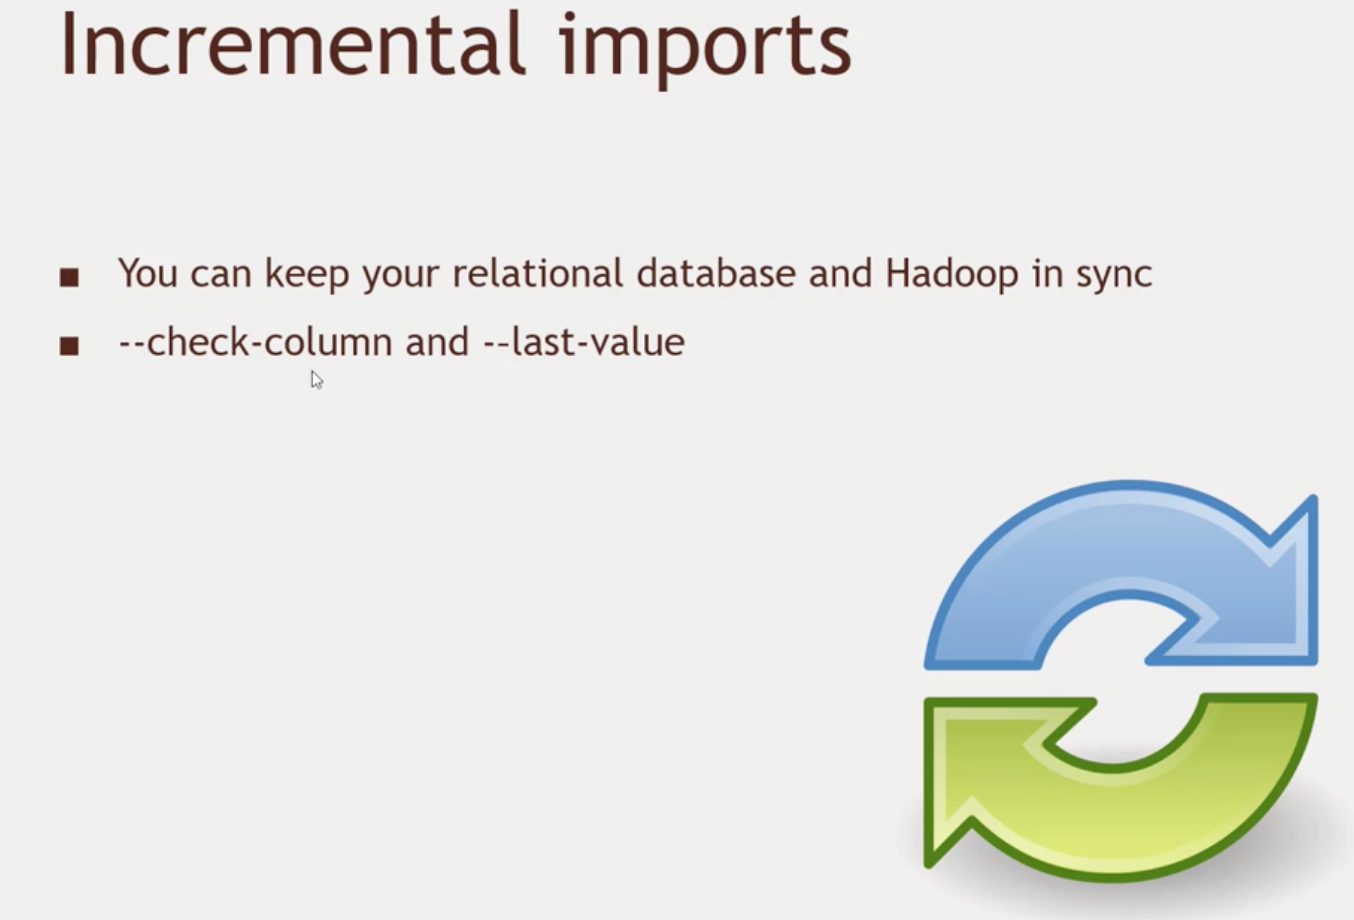 Incremental imports
You can keep your relational database and Hadoop in sync
--check-column and --last-value